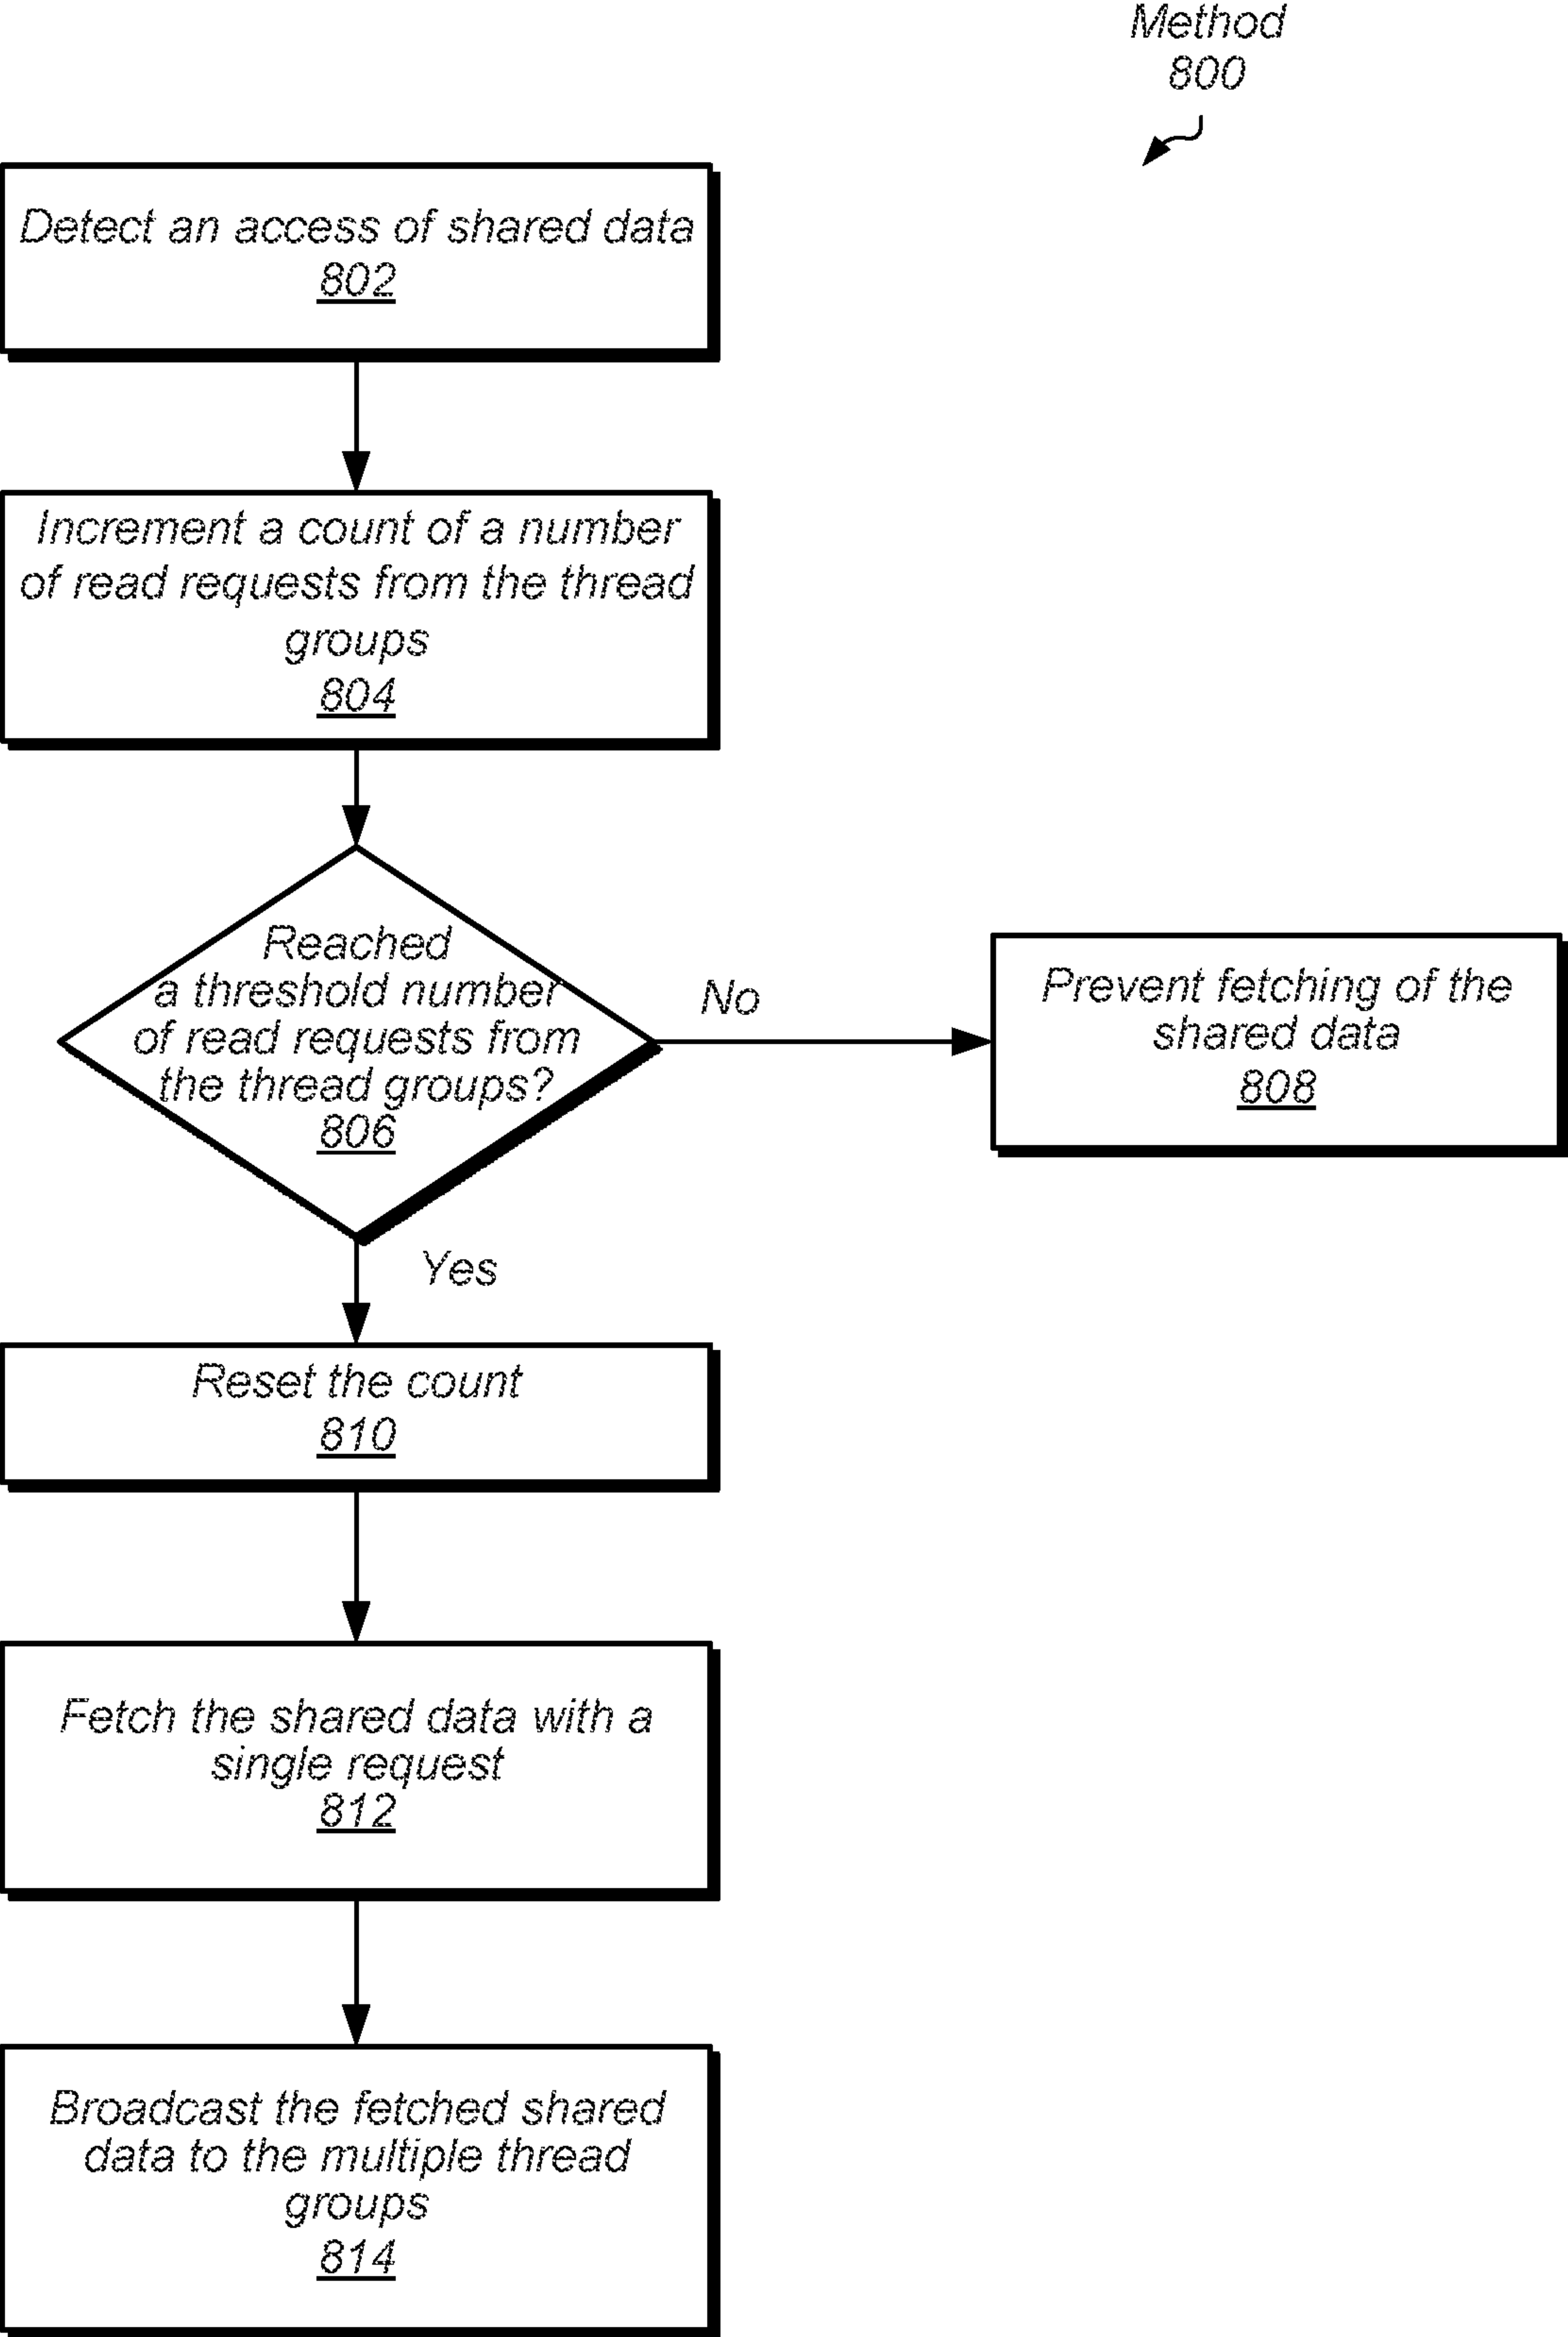 Method
800
Detect an access of shared data
802
Increment a count of a number
of read requests from the thread
groups
804
Reached
a threshold number
of read requests from
the thread groups?
806
No
Prevent fetching of the
shared data
808
Yes
Reset the count
810
Fetch the shared data with a
single request
812
Broadcast the fetched shared
data to the multiple thread
groups
814